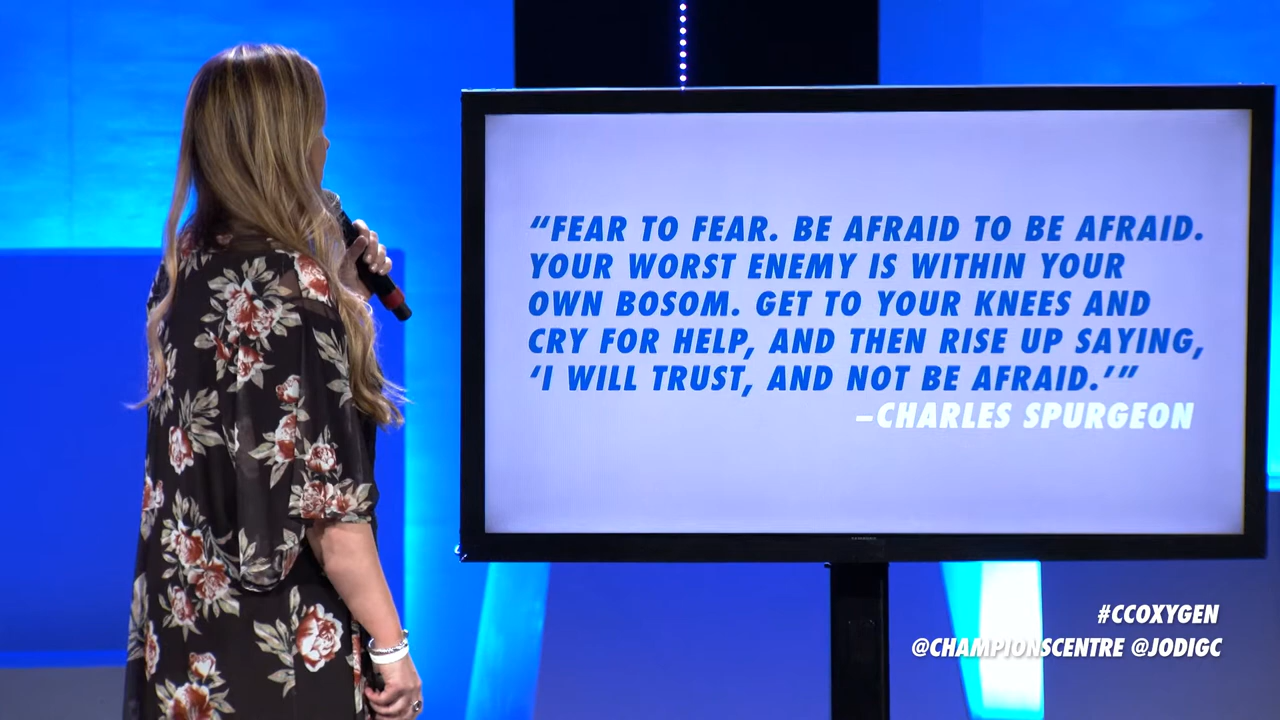 “FEAR TO FEAR. BE AFRAID TO BE AFRAID.
YOUR WORST ENEMY IS WITHIN YOUR
OWN BOSOM. GET TO YOUR KNEES AND
CRY FOR HELP, AND THEN RISE UP SAYING,
‘I WILL TRUST, AND NOT BE AFRAID.’”
–CHARLES SPURGEON
SAMSUNG
#CCOXYGEN
@CHAMPIONSCENTRE @JODIGC